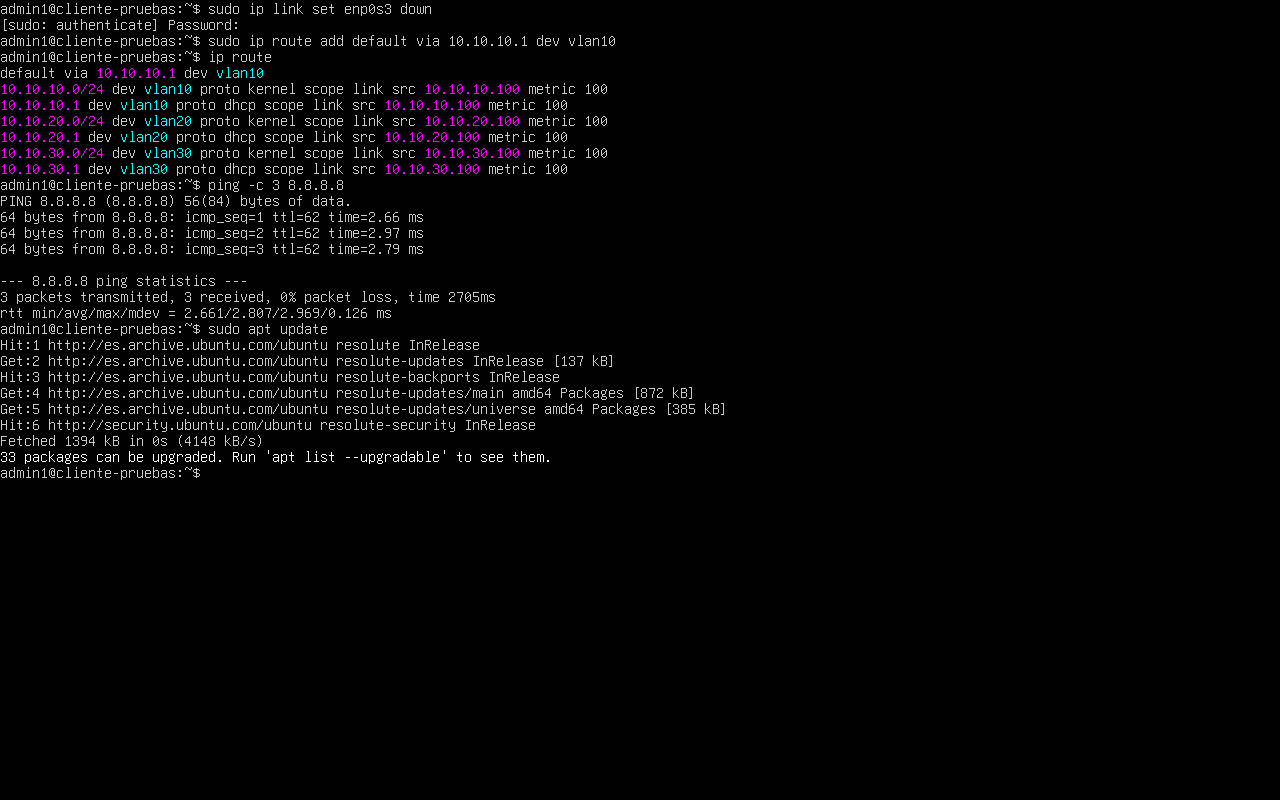 admin1@cliente-pruebas:~$ sudo ip link set enp0s3 down
[sudo: authenticate] Password:
admin1@cliente-pruebas:~$ sudo ip route add default via 10.10.10.1 dev vlan10
admin1@cliente-pruebas:~$ ip route
default via 10.10.10.1 dev vlan10
10.10.10.0/24 dev vlan10 proto kernel scope link src 10.10.10.100 metric 100
10.10.10.1 dev vlan10 proto dhcp scope link src 10.10.10.100 metric 100
10.10.20.0/24 dev vlan20 proto kernel scope link src 10.10.20.100 metric 100
10.10.20.1 dev vlan20 proto dhcp scope link src 10.10.20.100 metric 100
10.10.30.0/24 dev vlan30 proto kernel scope link src 10.10.30.100 metric 100
10.10.30.1 dev vlan30 proto dhcp scope link src 10.10.30.100 metric 100
admin1@cliente-pruebas:~$ ping -c 3 8.8.8.8
PING 8.8.8.8 (8.8.8.8) 56(84) bytes of data.
64 bytes from 8.8.8.8: icmp_seq=1 ttl=62 time=2.66 ms
64 bytes from 8.8.8.8: icmp_seq=2 ttl=62 time=2.97 ms
64 bytes from 8.8.8.8: icmp_seq=3 ttl=62 time=2.79 ms

--- 8.8.8.8 ping statistics ---
3 packets transmitted, 3 received, 0% packet loss, time 2705ms
rtt min/avg/max/mdev = 2.661/2.807/2.969/0.126 ms
admin1@cliente-pruebas:~$ sudo apt update
Hit:1 http://es.archive.ubuntu.com/ubuntu resolute InRelease
Get:2 http://es.archive.ubuntu.com/ubuntu resolute-updates InRelease [137 kB]
Hit:3 http://es.archive.ubuntu.com/ubuntu resolute-backports InRelease
Get:4 http://es.archive.ubuntu.com/ubuntu resolute-updates/main amd64 Packages [872 kB]
Get:5 http://es.archive.ubuntu.com/ubuntu resolute-updates/universe amd64 Packages [385 kB]
Hit:6 http://security.ubuntu.com/ubuntu resolute-security InRelease
Fetched 1394 kB in 0s (4148 kB/s)
33 packages can be upgraded. Run 'apt list --upgradable' to see them.
admin1@cliente-pruebas:~$